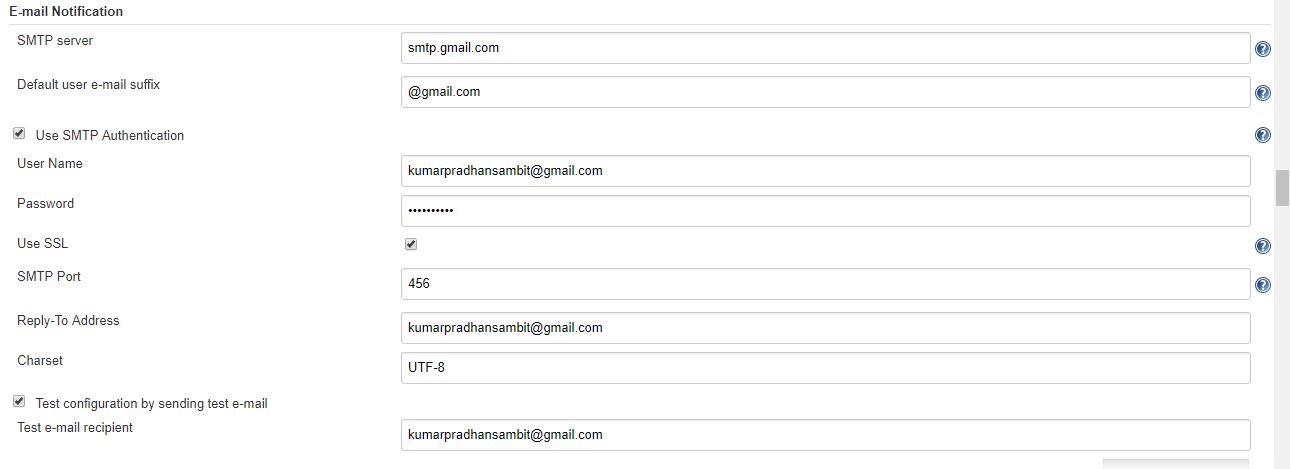 E-mail Notification
SMTP server
smtp.gmail.com
Default user e-mail suffix
@gmail.com
Use SMTP Authentication
User Name
kumarpradhansambit@gmail.com
Password
••••••••••
Use SSL
SMTP Port
456
Reply-To Address
kumarpradhansambit@gmail.com
Charset
UTF-8
Test configuration by sending test e-mail
Test e-mail recipient
kumarpradhansambit@gmail.com